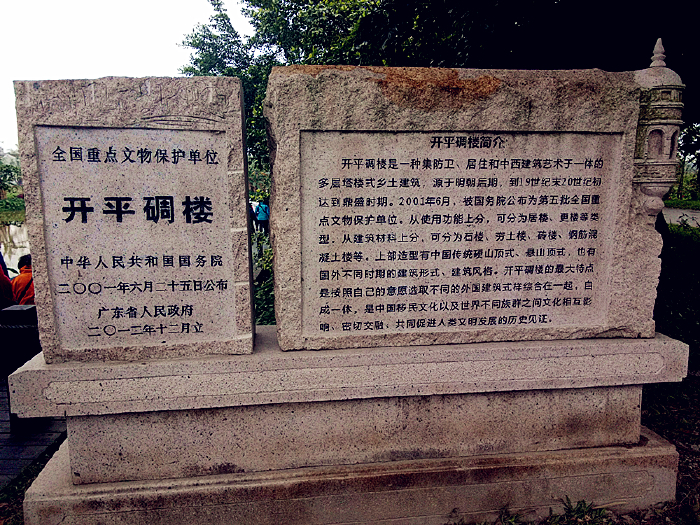 全国重点文物保护单位
开平碉楼
中华人民共和国国务院
二〇〇一年六月二十五日公布
广东省人民政府
二〇一二年十二月立
开平碉楼简介
开平碉楼是一种集防卫、居住和中西建筑艺术于一体的
多层塔楼式乡土建筑，源于明朝后期，到19世纪末20世纪初
达到鼎盛时期。2001年6月，被国务院公布为第五批全国重
点文物保护单位。从使用功能上分，可分为居楼、更楼等类
型，从建筑材料上分，可分为石楼、夯土楼、砖楼、钢筋混
凝土楼等。上部造型有中国传统硬山顶式、悬山顶式，也有
国外不同时期的建筑形式、建筑风格。开平碉楼的最大特点
是按照自己的意愿选取不同的外国建筑式样综合在一起，自
成一体，是中国移民文化以及世界不同族群之间文化相互影
响、密切交融、共同促进人类文明发展的历史见证。